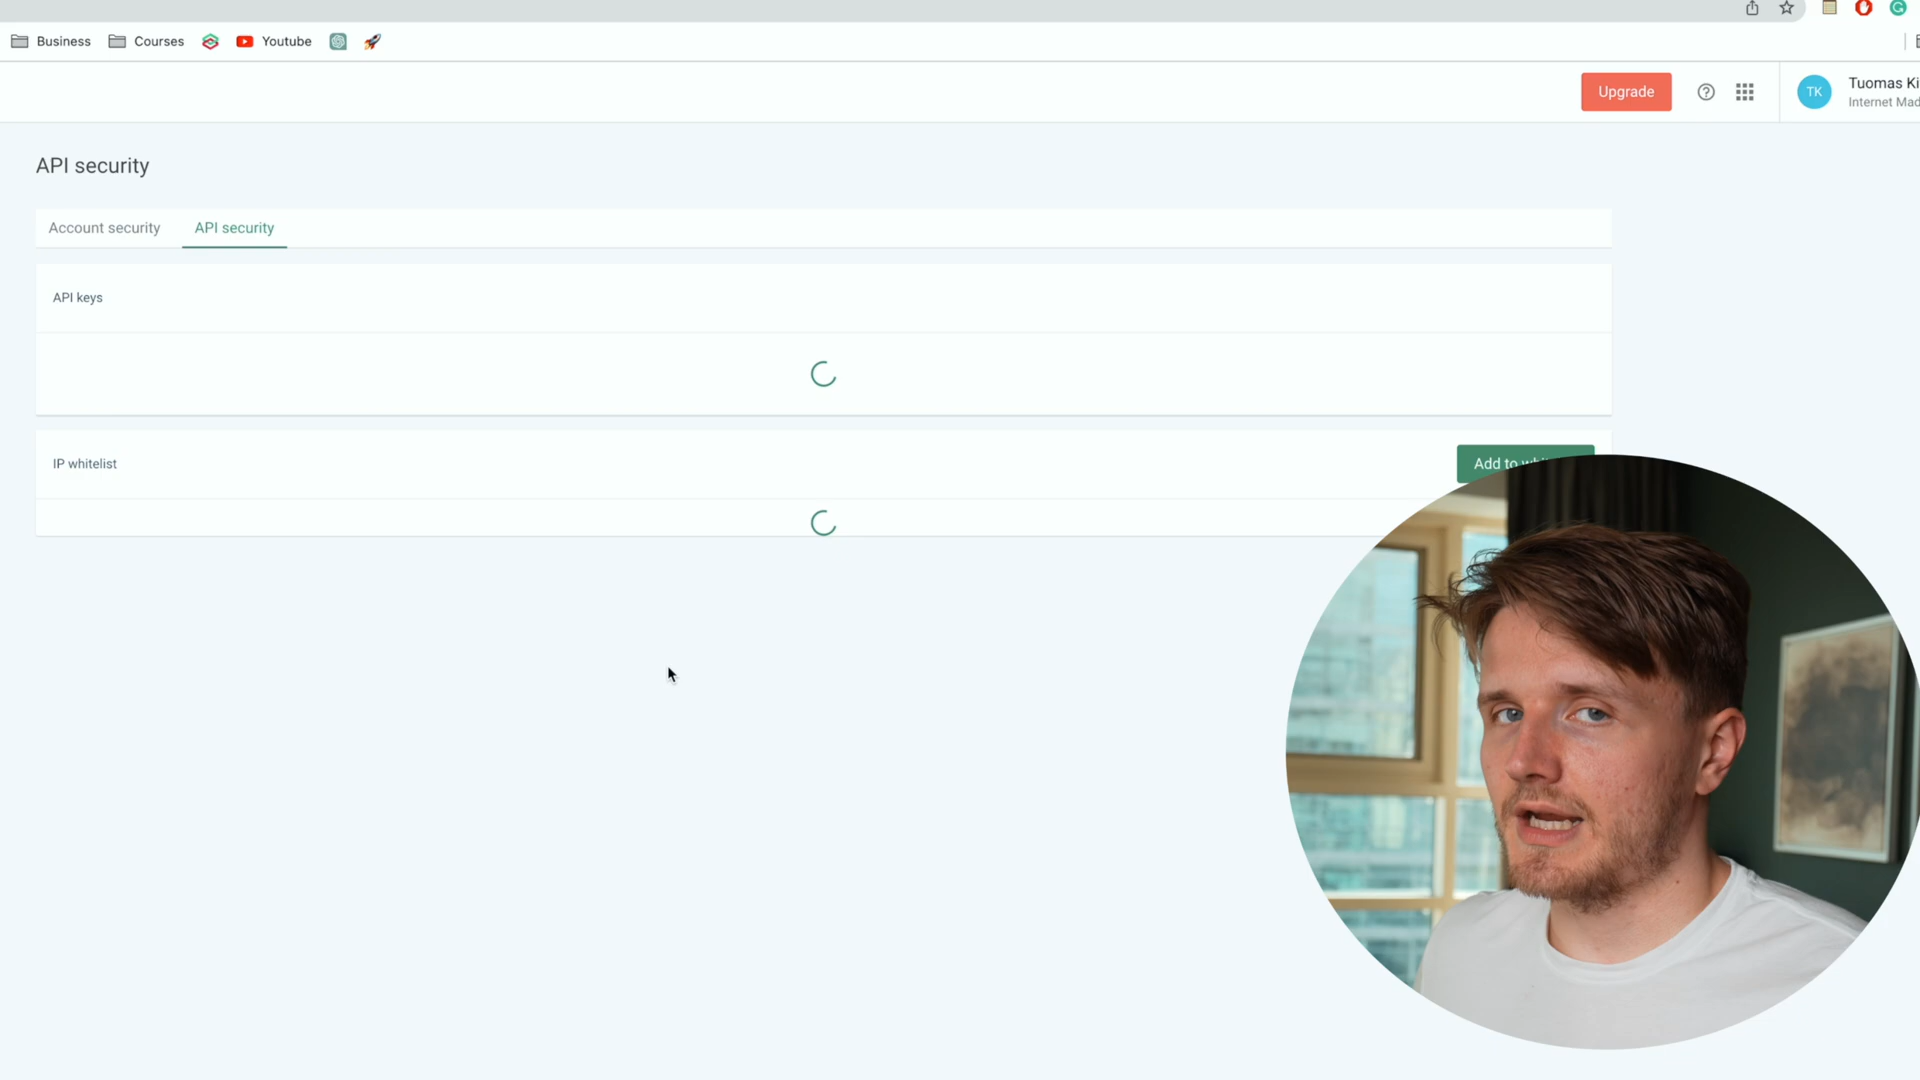 Business
Courses
Youtube
Upgrade
TK
Tuomas Ki
Internet Mad
API security
Account security
API security
API keys
IP whitelist
Add to